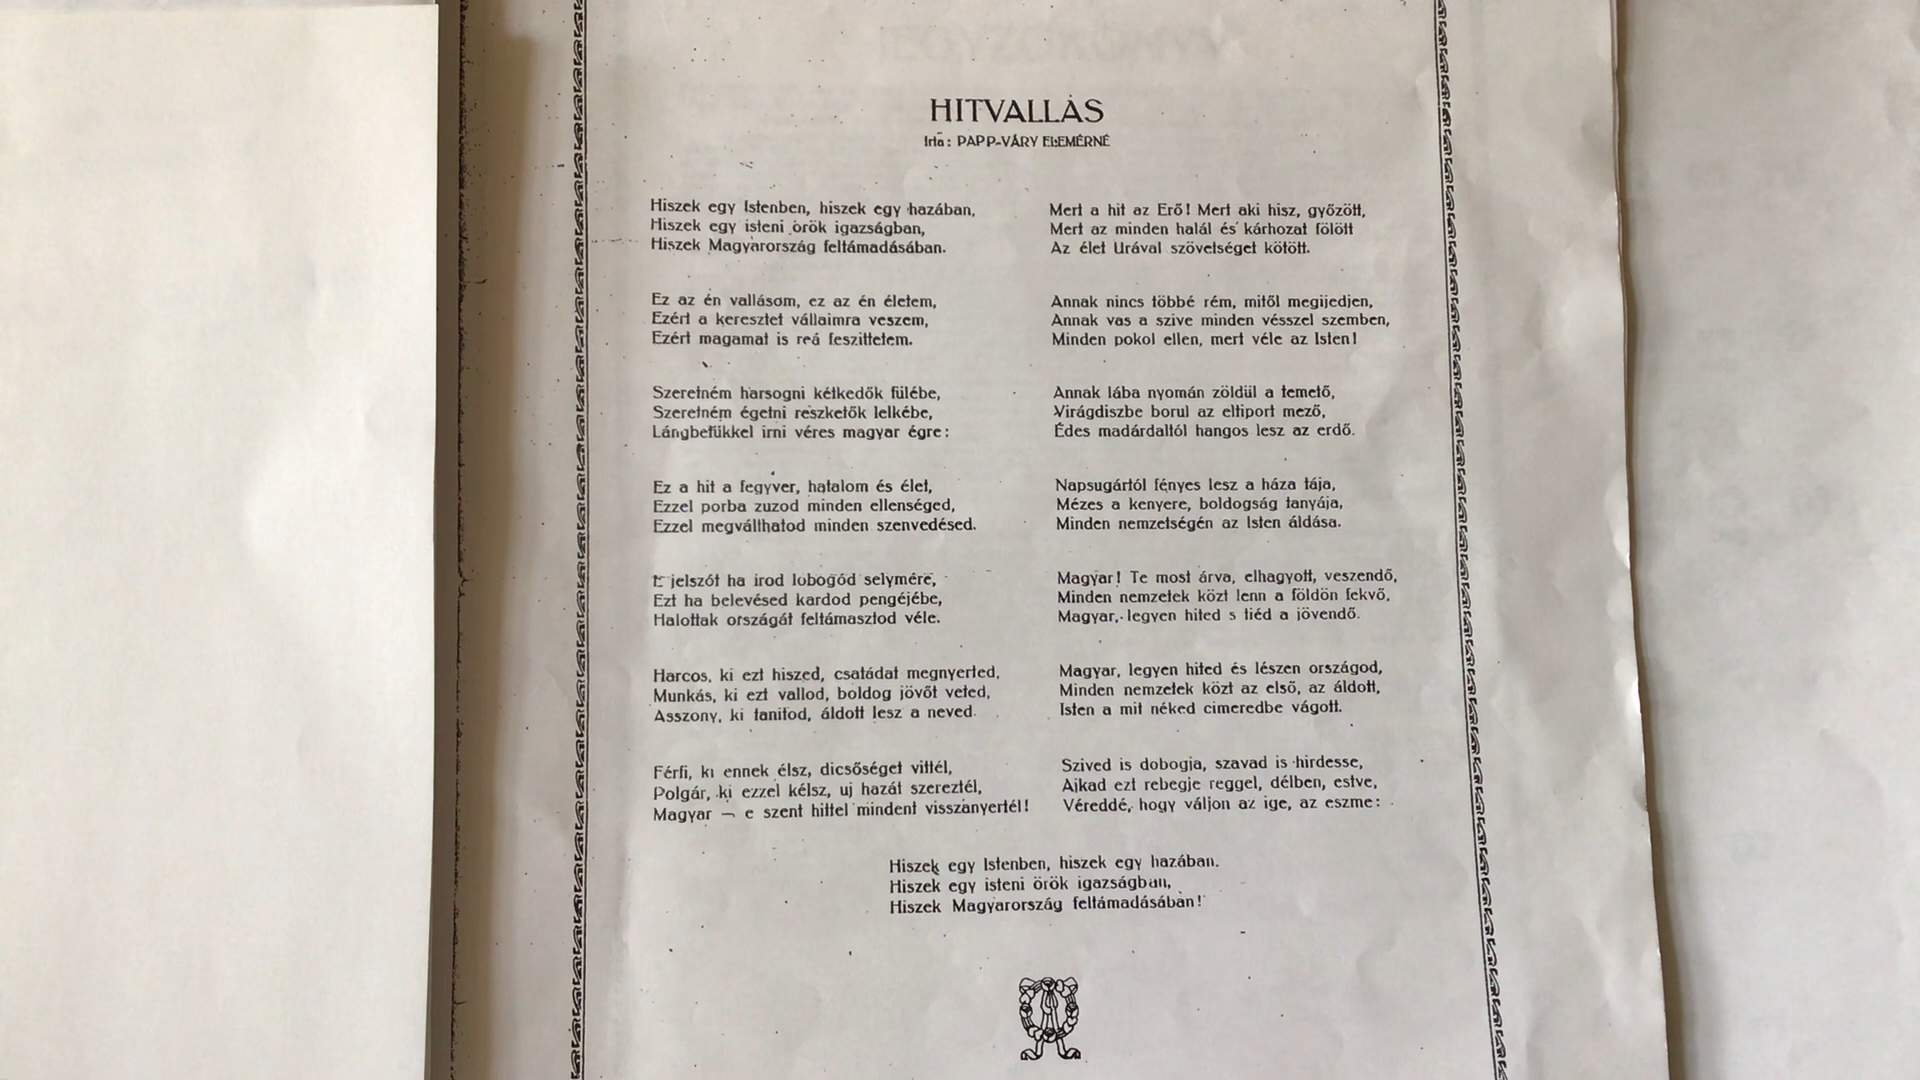 HITVALLÁS
Irta: PAPP-VÁRY ELEMÉRNÉ
Hiszek egy Istenben, hiszek egy hazában,
Hiszek egy isteni örök igazságban,
Hiszek Magyarország feltámadásában.
Ez az én vallásom, ez az én életem,
Ezért a keresztet vállaimra veszem,
Ezért magamat is reá feszittetem.
Szeretném harsogni kétkedők fülébe,
Szeretném égetni reszketők lelkébe,
Lángbetükkel irni véres magyar égre:
Ez a hit a fegyver, hatalom és élet,
Ezzel porba zuzod minden ellenséged,
Ezzel megválthatod minden szenvedésed.
E jelszót ha irod lobogód selymére,
Ezt ha belevésed kardod pengéjébe,
Halottak országát feltámasztod véle.
Harcos, ki ezt hiszed, csatádat megnyerted,
Munkás, ki ezt vallod, boldog jövőt veted,
Asszony, ki tanitod, áldott lesz a neved.
Férfi, ki ennek élsz, dicsőséget vittél,
Polgár, ki ezzel kélsz, uj hazát szereztél,
Magyar — e szent hittel mindent visszanyertél!
Mert a hit az Erő! Mert aki hisz, győzött,
Mert az minden halál és kárhozat fölött
Az élet Urával szövetséget kötött.
Annak nincs többé rém, mitől megijedjen,
Annak vas a szive minden vésszel szemben,
Minden pokol ellen, mert véle az Isten!
Annak lába nyomán zöldül a temető,
Virágdiszbe borul az eltiport mező,
Édes madárdaltól hangos lesz az erdő.
Napsugártól fényes lesz a háza tája,
Mézes a kenyere, boldogság tanyája,
Minden nemzetségén az Isten áldása.
Magyar! Te most árva, elhagyott, veszendő,
Minden nemzetek közt lenn a földön fekvő,
Magyar, legyen hited s tiéd a jövendő.
Magyar, legyen hited és lészen országod,
Minden nemzetek közt az első, az áldott,
Isten a mit néked cimeredbe vágott.
Szived is dobogja, szavad is hirdesse,
Ajkad ezt rebegje reggel, délben, estve,
Véreddé, hogy váljon az ige, az eszme:
Hiszek egy Istenben, hiszek egy hazában.
Hiszek egy isteni örök igazságban,
Hiszek Magyarország feltámadásában!